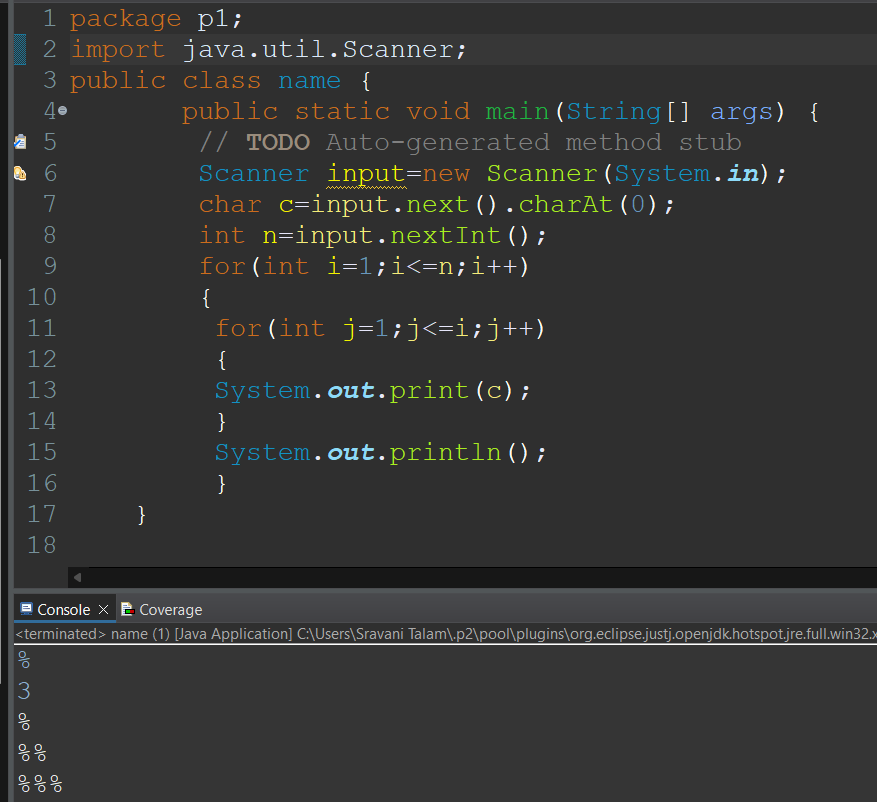 1 package p1;
2 import java.util.Scanner;
3 public class name {
4 public static void main(String[] args) {
5 // TODO Auto-generated method stub
6 Scanner input=new Scanner(System.in);
7 char c=input.next().charAt(0);
8 int n=input.nextInt();
9 for(int i=1;i<=n;i++)
10 {
11 for(int j=1;j<=i;j++)
12 {
13 System.out.print(c);
14 }
15 System.out.println();
16 }
17 }
18
Console Coverage
<terminated> name (1) [Java Application] C:\Users\Sravani Talam\.p2\pool\plugins\org.eclipse.justj.openjdk.hotspot.jre.full.win32.x
%
3
%
%%
%%%